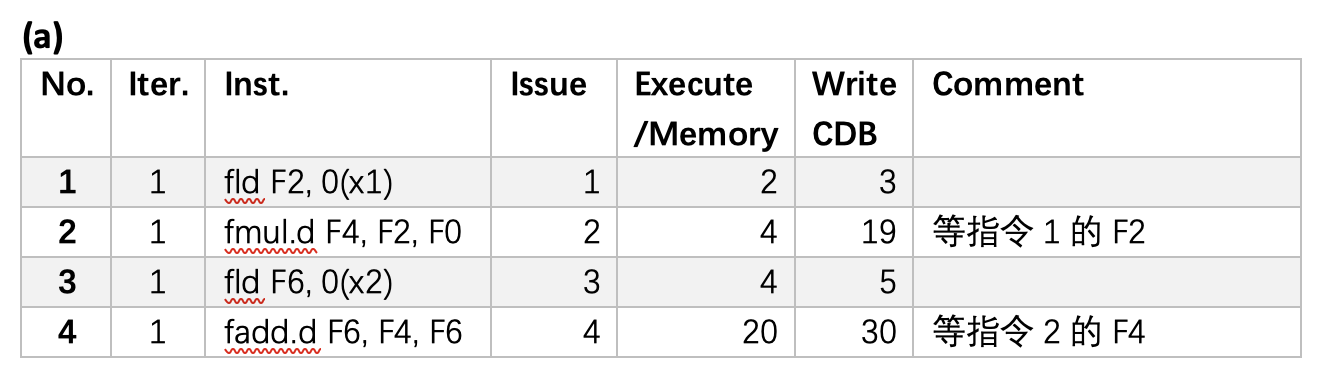 (a)
No. Iter. Inst. Issue Execute /Memory Write CDB Comment
1 1 fld F2, 0(x1) 1 2 3
2 1 fmul.d F4, F2, F0 2 4 19 等指令 1 的 F2
3 1 fld F6, 0(x2) 3 4 5
4 1 fadd.d F6, F4, F6 4 20 30 等指令 2 的 F4